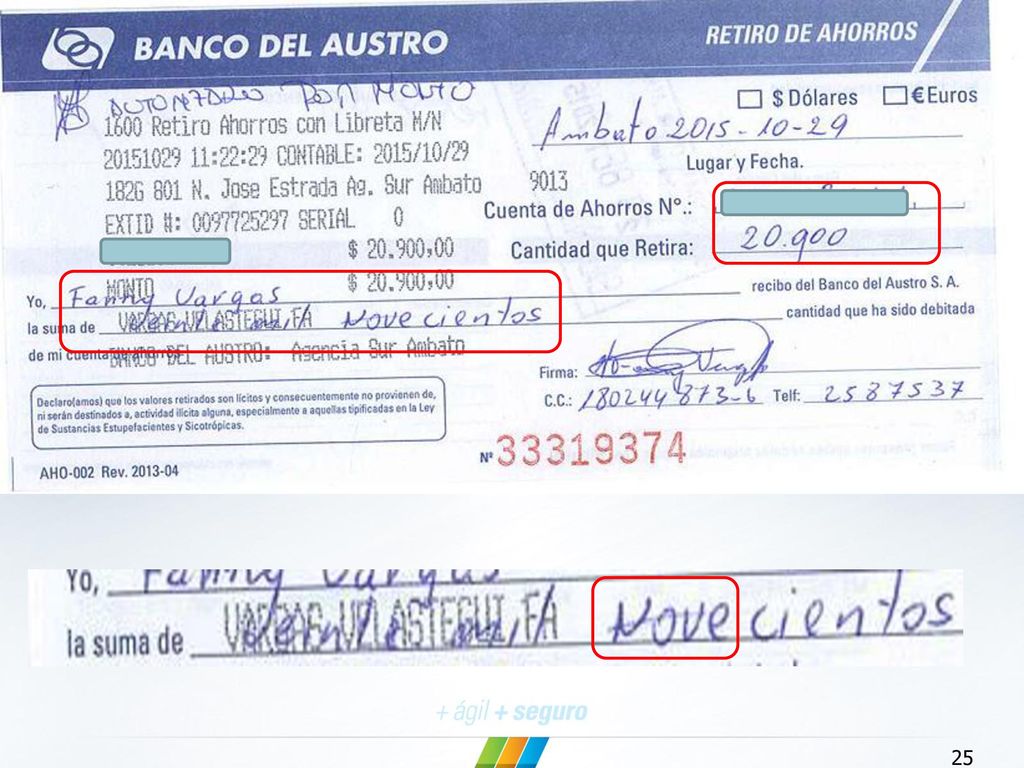 BANCO DEL AUSTRO
RETIRO DE AHORROS
AUTORIZADO POR MONTO
$ Dólares €Euros
1600 Retiro Ahorros con Libreta M/N
Ambato 2015-10-29
20151029 11:22:29 CONTABLE: 2015/10/29
Lugar y Fecha.
182G 801 N. Jose Estrada Ag. Sur Ambato 9013
Cuenta de Ahorros N°.:
EXTID #: 0097725297 SERIAL 0
$ 20.900,00
Cantidad que Retira: 20.900
MONTO $ 20.900,00
Yo, Fanny Vargas recibo del Banco del Austro S. A.
la suma de VARGAS VELASTEGUI,FA Novecientos cantidad que ha sido debitada
de mi cuenta de ahorros
BANCO DEL AUSTRO: Agencia Sur Ambato
Firma:
C.C.: 180244873-6 Telf: 2587537
Declaro(amos) que los valores retirados son lícitos y consecuentemente no provienen de,
ni serán destinados a, actividad ilícita alguna, especialmente a aquellas tipificadas en la Ley
de Sustancias Estupefacientes y Sicotrópicas.
N° 33319374
AHO-002 Rev. 2013-04
Yo, Fanny Vargas
la suma de VARGAS VELASTEGUI,FA Novecientos
+ ágil + seguro
25